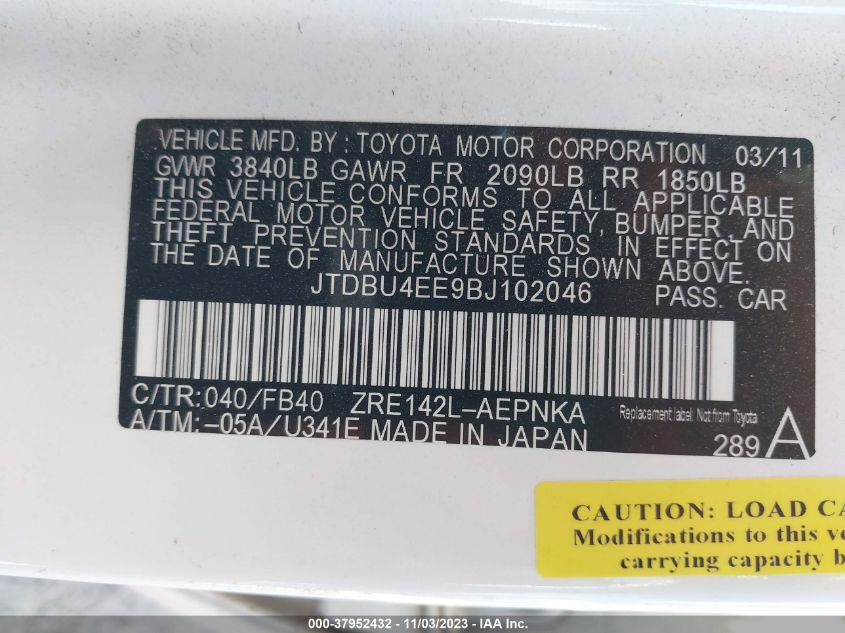 VEHICLE MFD. BY : TOYOTA MOTOR CORPORATION 03/11
GVWR 3840LB GAWR FR 2090LB RR 1850LB
THIS VEHICLE CONFORMS TO ALL APPLICABLE
FEDERAL MOTOR VEHICLE SAFETY, BUMPER, AND
THEFT PREVENTION STANDARDS IN EFFECT ON
THE DATE OF MANUFACTURE SHOWN ABOVE.
JTDBU4EE9BJ102046 PASS. CAR
C/TR:040/FB40 ZRE142L-AEPNKA Replacement label: Not from Toyota
A/TM:-05A/U341E MADE IN JAPAN 289 A
CAUTION: LOAD CA
Modifications to this ve
carrying capacity b
000-37952432 - 11/03/2023 - IAA Inc.